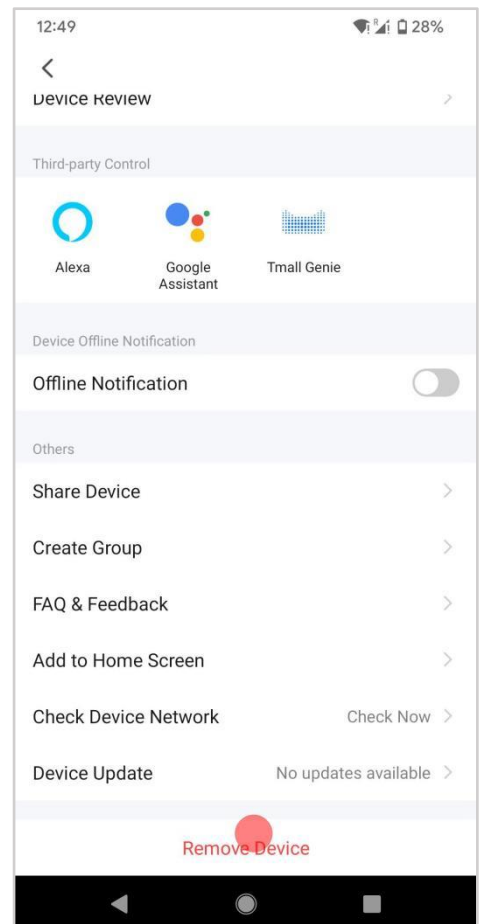 12:49 R 28%
Device Review
Third-party Control
Alexa Google Tmall Genie
Assistant
Device Offline Notification
Offline Notification
Others
Share Device
Create Group
FAQ & Feedback
Add to Home Screen
Check Device Network Check Now
Device Update No updates available
Remove Device